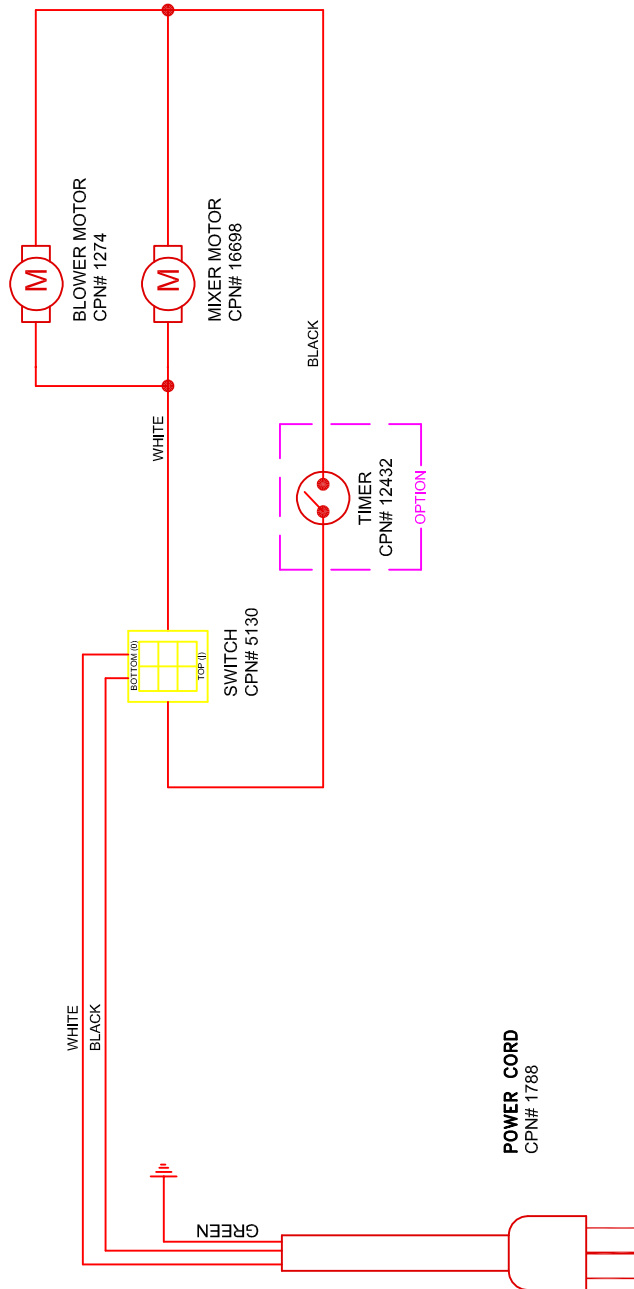 M
BLOWER MOTOR
CPN# 1274
M
MIXER MOTOR
CPN# 16698
BLACK
WHITE
TIMER
CPN# 12432
OPTION
BOTTOM (0)
TOP (|)
SWITCH
CPN# 5130
WHITE
BLACK
GREEN
POWER CORD
CPN# 1788